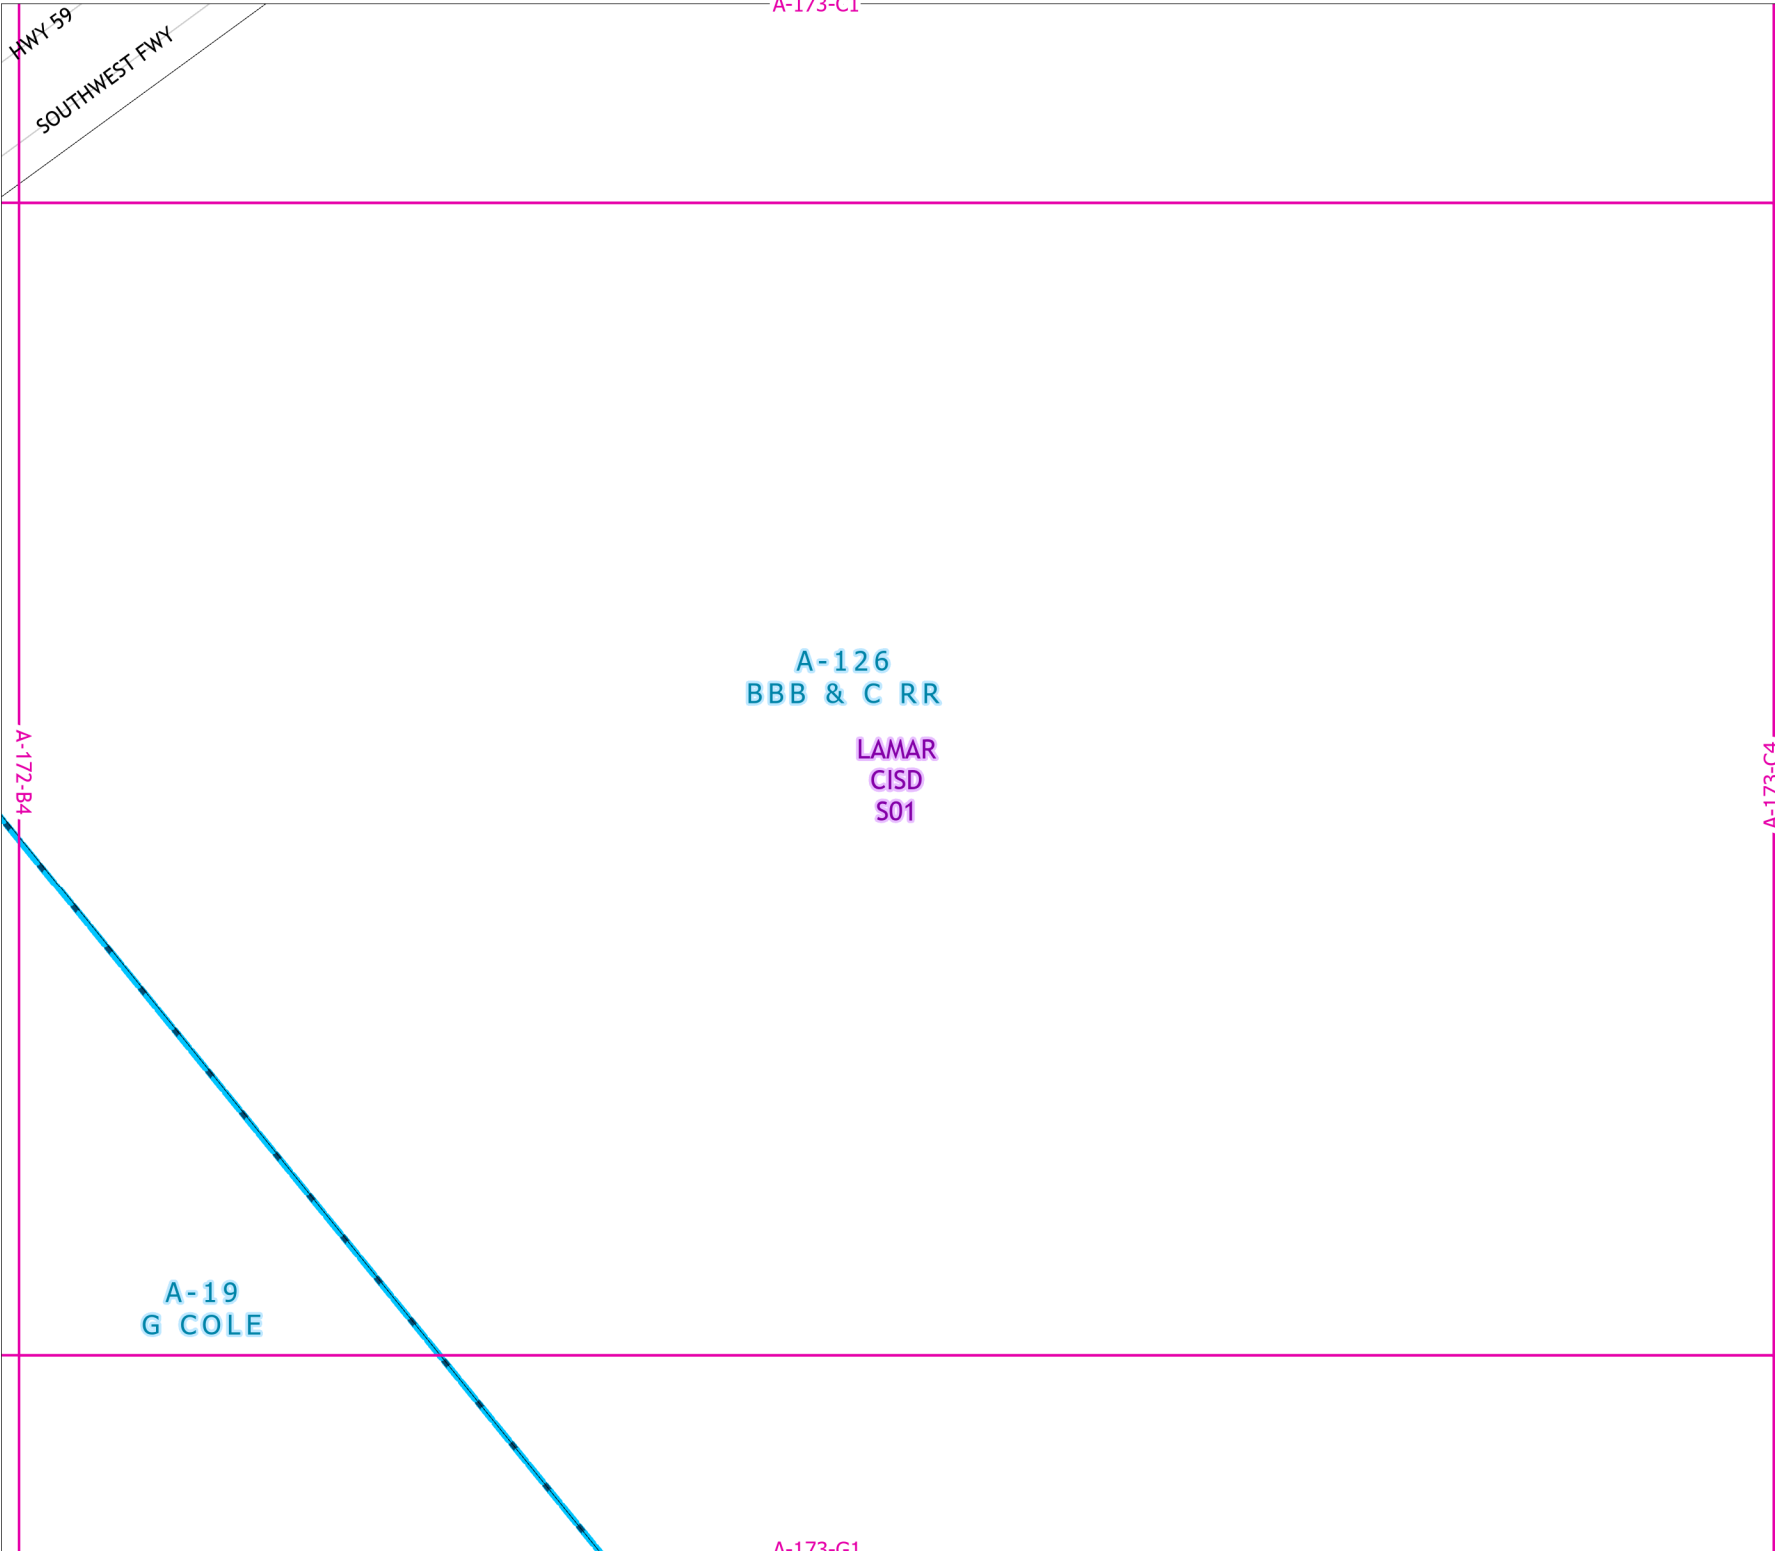 A-173-C1
HWY 59
SOUTHWEST FWY
A-126
BBB & C RR
LAMAR
CISD
S01
A-172-B4
A-173-C4
A-19
G COLE
A-173-G1